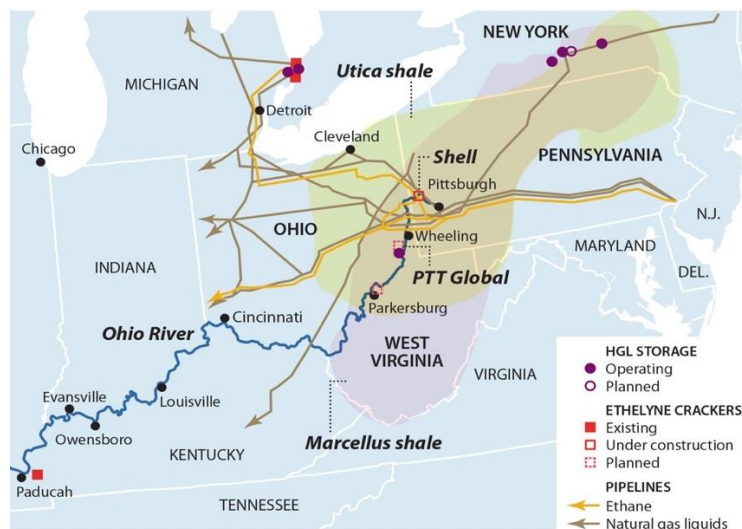 NEW YORK
MICHIGAN
Utica shale
Detroit
Cleveland
Chicago
Shell
PENNSYLVANIA
Pittsburgh
OHIO
N.J.
Wheeling
MARYLAND
INDIANA
DEL.
PTT Global
Parkersburg
Cincinnati
Ohio River
WEST
VIRGINIA
VIRGINIA
Evansville
Louisville
Owensboro
Marcellus shale
KENTUCKY
Paducah
TENNESSEE
HGL STORAGE
Operating
Planned
ETHELYNE CRACKERS
Existing
Under construction
Planned
PIPELINES
Ethane
Natural gas liquids